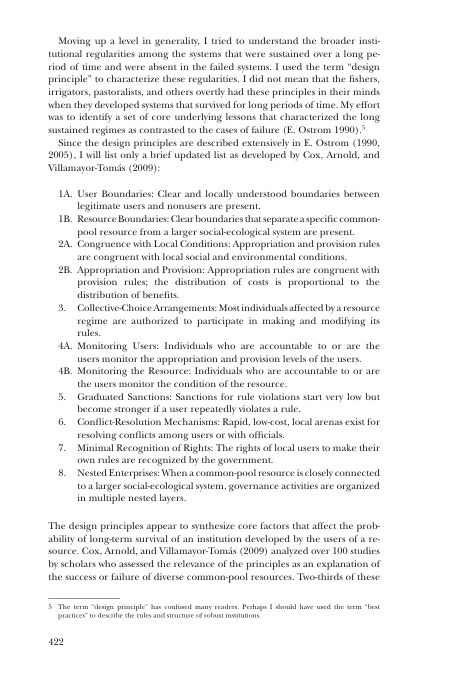 Moving up a level in generality, I tried to understand the broader insti-
tutional regularities among the systems that were sustained over a long pe-
riod of time and were absent in the failed systems. I used the term “design
principle” to characterize these regularities. I did not mean that the fishers,
irrigators, pastoralists, and others overtly had these principles in their minds
when they developed systems that survived for long periods of time. My effort
was to identify a set of core underlying lessons that characterized the long
sustained regimes as contrasted to the cases of failure (E. Ostrom 1990).5
Since the design principles are described extensively in E. Ostrom (1990,
2005), I will list only a brief updated list as developed by Cox, Arnold, and
Villamayor-Tomás (2009):
1A. User Boundaries: Clear and locally understood boundaries between
legitimate users and nonusers are present.
1B. Resource Boundaries: Clear boundaries that separate a specific common-
pool resource from a larger social-ecological system are present.
2A. Congruence with Local Conditions: Appropriation and provision rules
are congruent with local social and environmental conditions.
2B. Appropriation and Provision: Appropriation rules are congruent with
provision rules; the distribution of costs is proportional to the
distribution of benefits.
3. Collective-Choice Arrangements: Most individuals affected by a resource
regime are authorized to participate in making and modifying its
rules.
4A. Monitoring Users: Individuals who are accountable to or are the
users monitor the appropriation and provision levels of the users.
4B. Monitoring the Resource: Individuals who are accountable to or are
the users monitor the condition of the resource.
5. Graduated Sanctions: Sanctions for rule violations start very low but
become stronger if a user repeatedly violates a rule.
6. Conflict-Resolution Mechanisms: Rapid, low-cost, local arenas exist for
resolving conflicts among users or with officials.
7. Minimal Recognition of Rights: The rights of local users to make their
own rules are recognized by the government.
8. Nested Enterprises: When a common-pool resource is closely connected
to a larger social-ecological system, governance activities are organized
in multiple nested layers.
The design principles appear to synthesize core factors that affect the prob-
ability of long-term survival of an institution developed by the users of a re-
source. Cox, Arnold, and Villamayor-Tomás (2009) analyzed over 100 studies
by scholars who assessed the relevance of the principles as an explanation of
the success or failure of diverse common-pool resources. Two-thirds of these
5 The term “design principle” has confused many readers. Perhaps I should have used the term “best
practices” to describe the rules and structure of robust institutions.
422